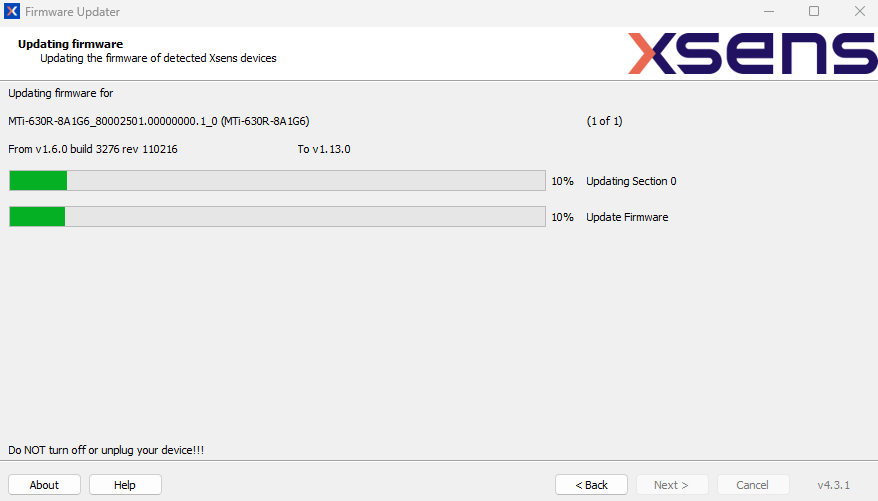 Firmware Updater
Updating firmware
Updating the firmware of detected Xsens devices
xsens
Updating firmware for
MTi-630R-8A1G6_80002501.00000000.1_0 (MTi-630R-8A1G6) (1 of 1)
From v1.6.0 build 3276 rev 110216 To v1.13.0
10% Updating Section 0
10% Update Firmware
Do NOT turn off or unplug your device!!!
About Help < Back Next > Cancel v4.3.1